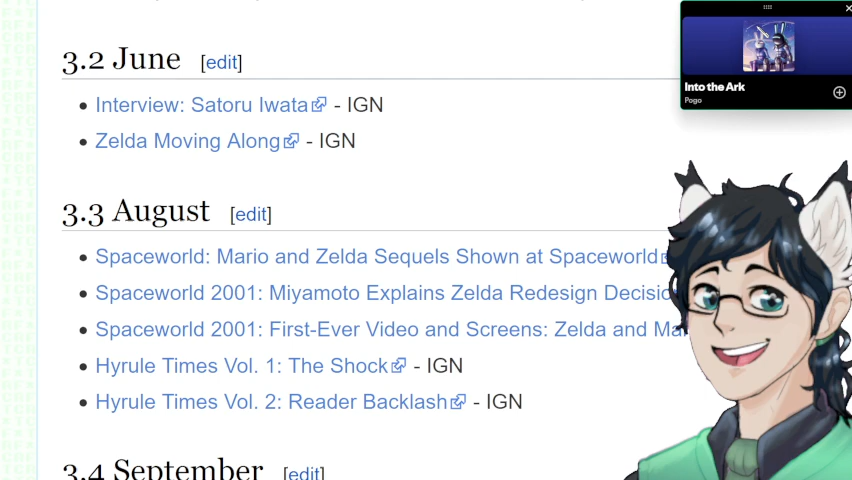 3.2 June [edit]
Interview: Satoru Iwata - IGN
Zelda Moving Along - IGN
3.3 August [edit]
Spaceworld: Mario and Zelda Sequels Shown at Spaceworld
Spaceworld 2001: Miyamoto Explains Zelda Redesign
Spaceworld 2001: First-Ever Video and Screens: Zelda and
Hyrule Times Vol. 1: The Shock - IGN
Hyrule Times Vol. 2: Reader Backlash - IGN
3.4 September [edit]
Into the Ark
Pogo